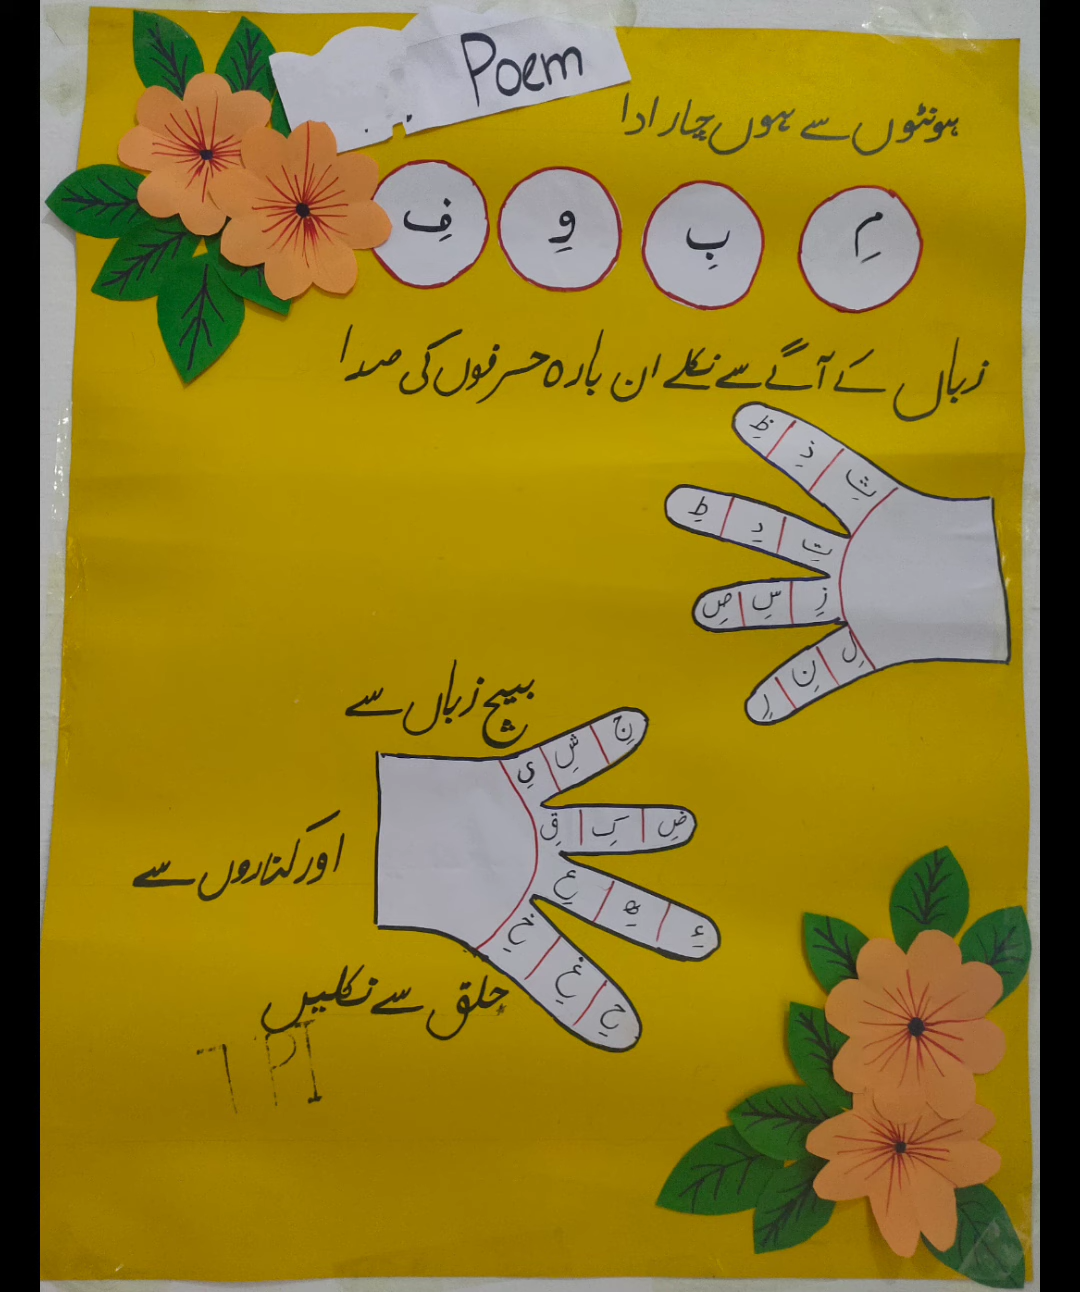 Poem
ہونٹوں سے ہوں چار ادا
مِ بِ وِ فِ
زباں کے آگے سے نکلے ان بارہ حرفوں کی صدا
ثِ ذِ ظِ
تِ دِ طِ
زِ سِ صِ
لِ نِ رِ
بیچ زباں سے
يِ شِ جِ
قِ كِ ضِ
اور کناروں سے
عِ هِ ءِ
خِ غِ حِ
حلق سے نکلیں